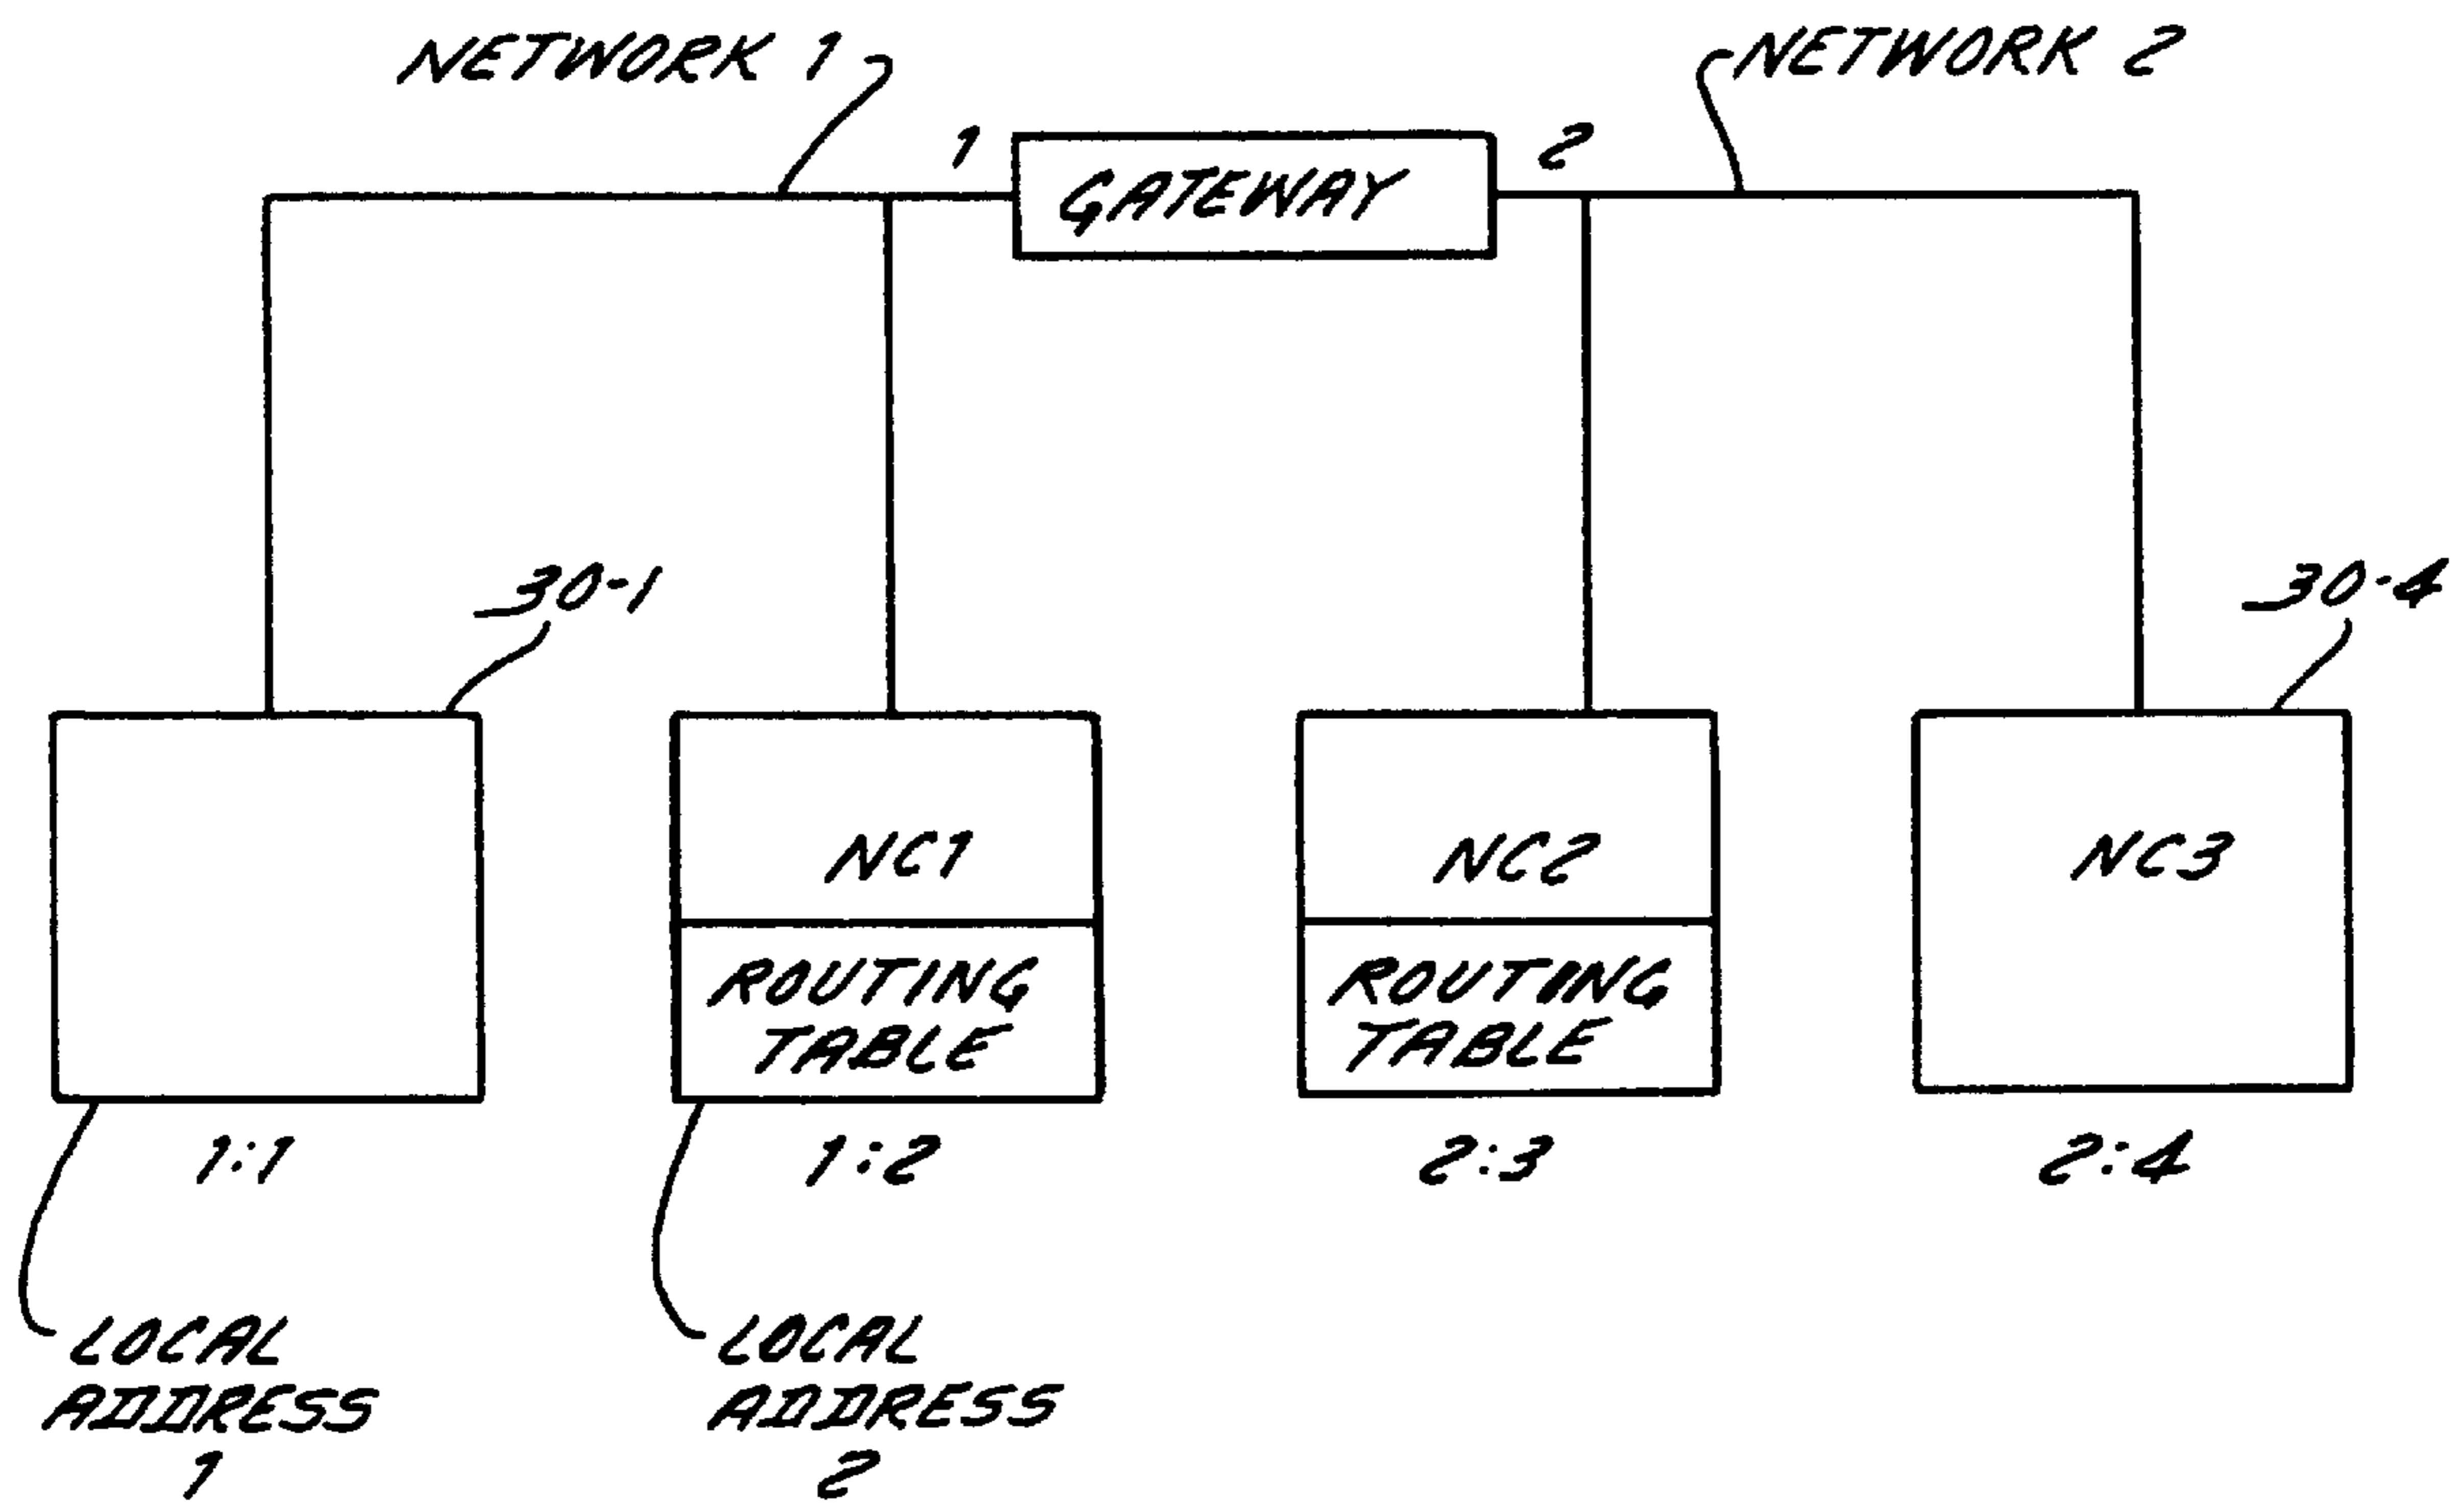 NETWORK 1
NETWORK 2
1
GATEWAY
2
30-1
30-4
NC1
NC2
NC3
ROUTING
TABLE
ROUTING
TABLE
1:1
1:2
2:3
2:4
LOCAL
ADDRESS
1
LOCAL
ADDRESS
2